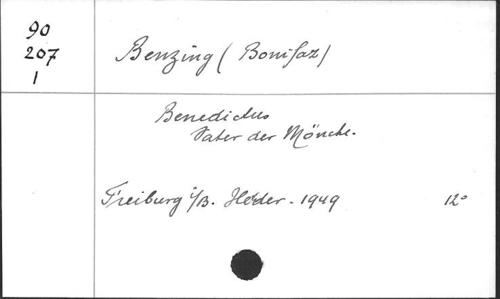 90
207
1
Benzing (Bonifaz)
Benedictus
Vater der Mönche.
Freiburg i/B. Herder - 1949 12°